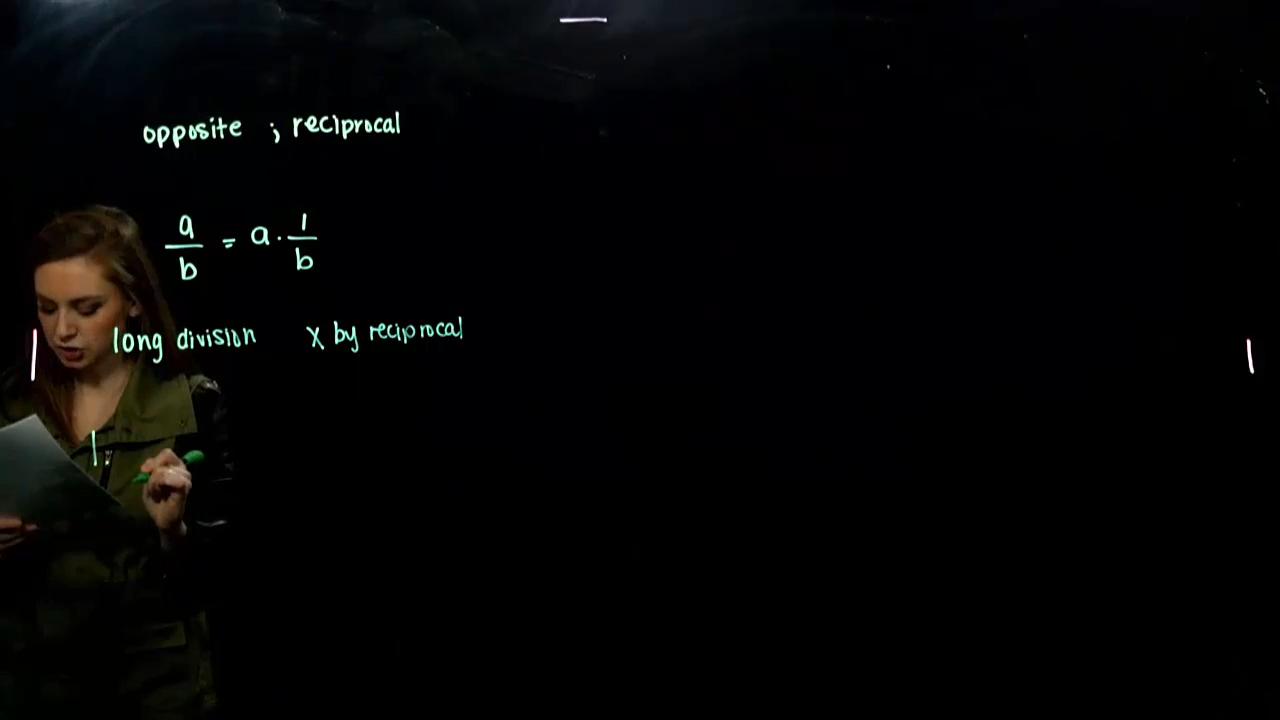 opposite ; reciprocal
a/b = a · 1/b
long division   x by reciprocal